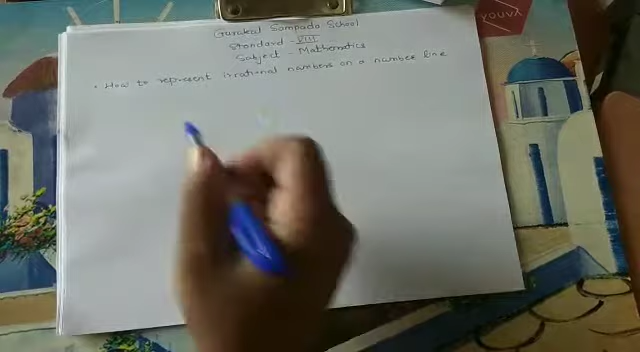 Gurukul Sampada School
Standard - VIII
Subject - Mathematics
• How to represent irrational numbers on a number line
YOUVA